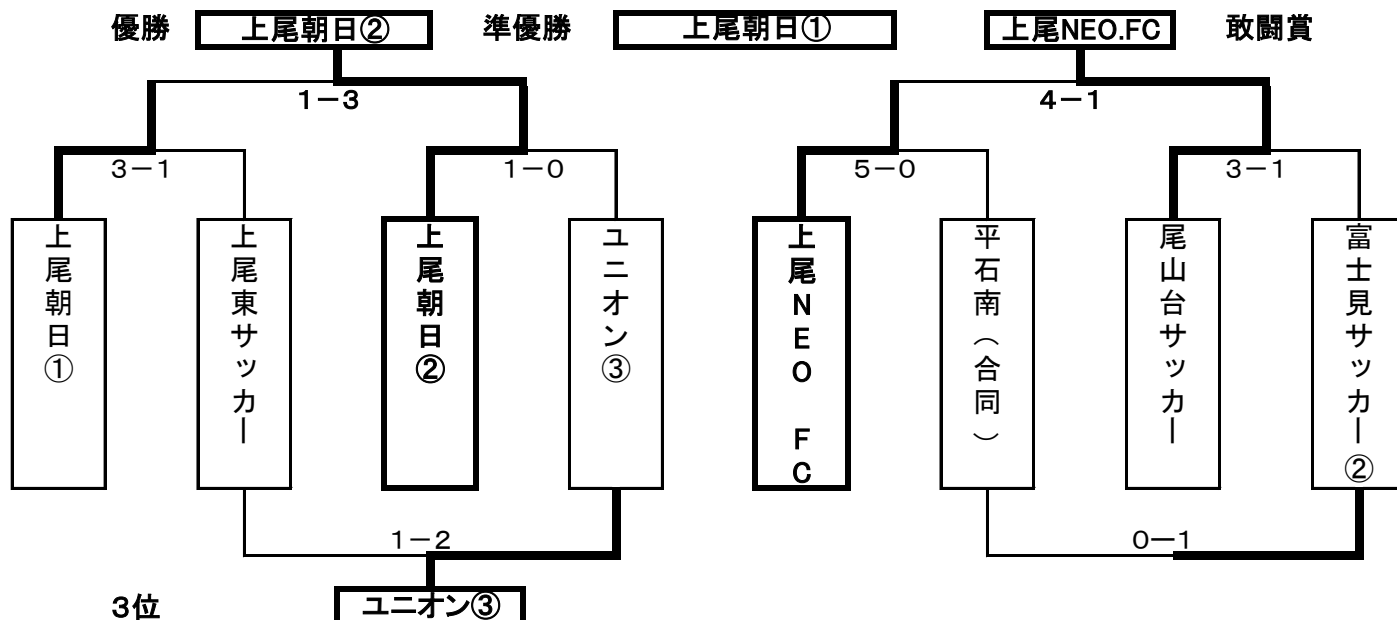 優勝 上尾朝日② 準優勝 上尾朝日① 上尾NEO.FC 敢闘賞
1－3 4－1
3－1 1－0 5－0 3－1
上尾朝日①
上尾東サッカー
上尾朝日②
ユニオン③
上尾NEO FC
平石南（合同）
尾山台サッカー
富士見サッカー②
1－2 0－1
3位 ユニオン③